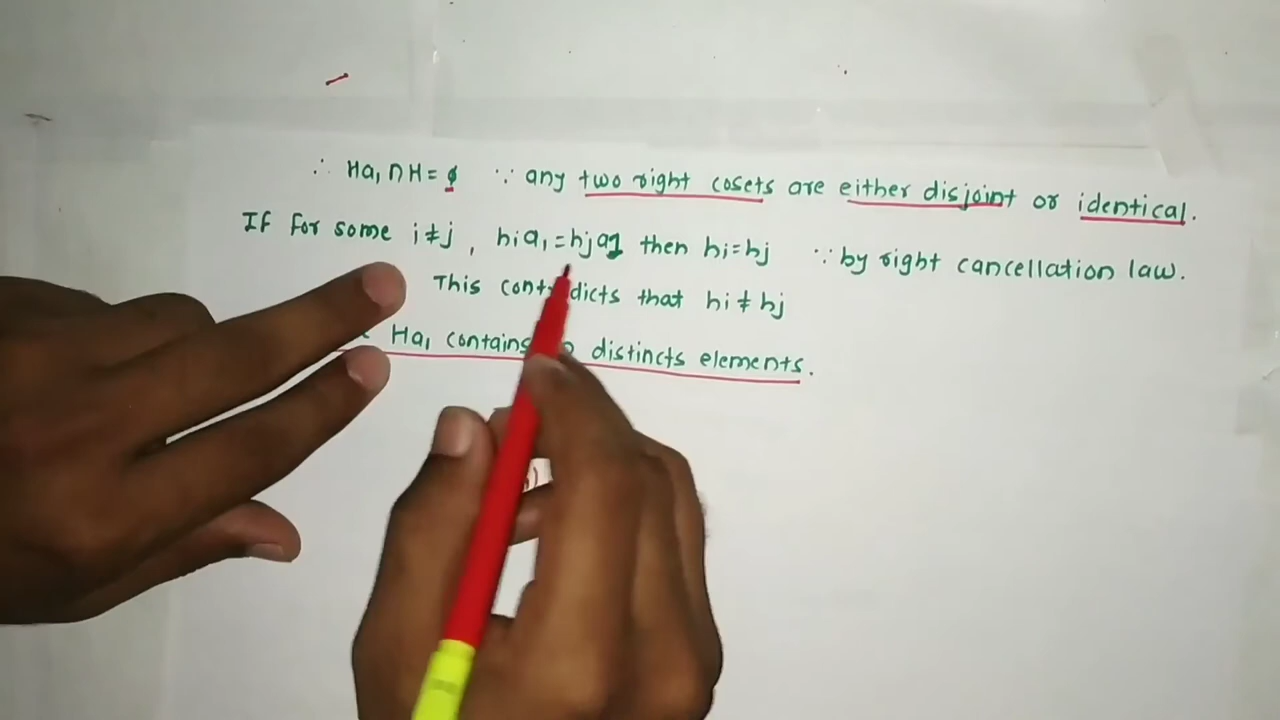 ∴ Ha₁ ∩ H = ϕ ∵ any two right cosets are either disjoint or identical.
If for some i≠j, hia₁=hja1 then hi=hj ∵ by right cancellation law.
This contradicts that hi≠hj
Ha₁ contains distincts elements.